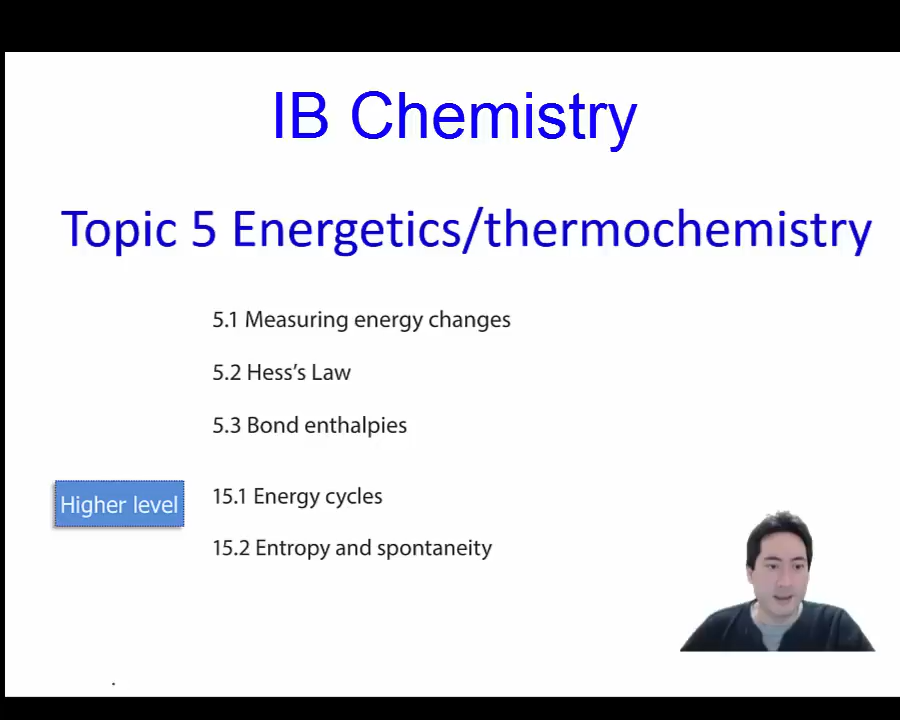 IB Chemistry
Topic 5 Energetics/thermochemistry
5.1 Measuring energy changes
5.2 Hess's Law
5.3 Bond enthalpies
Higher level
15.1 Energy cycles
15.2 Entropy and spontaneity